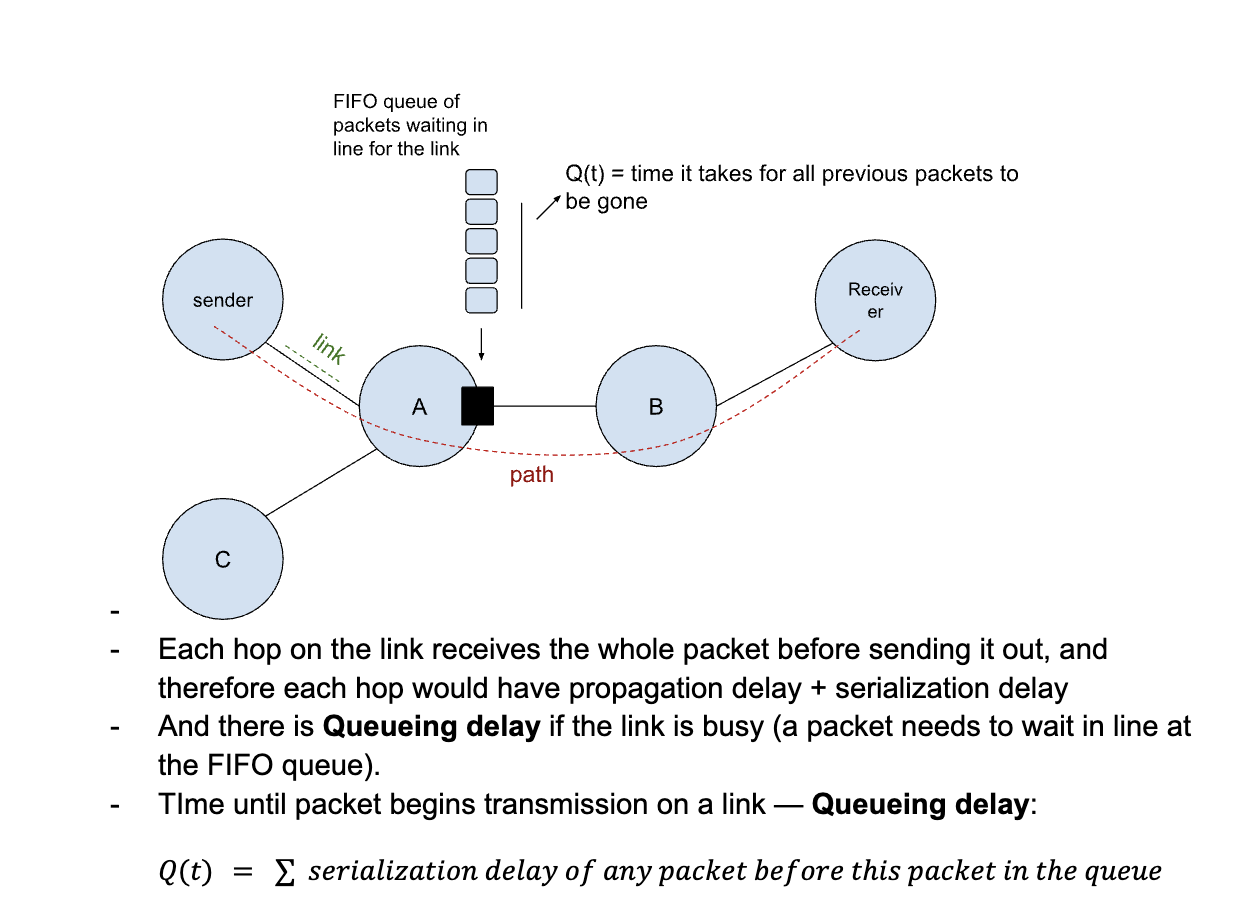 FIFO queue of
packets waiting in
line for the link
Q(t) = time it takes for all previous packets to
be gone
sender
Receiv
er
link
A
B
path
C
-
- Each hop on the link receives the whole packet before sending it out, and
therefore each hop would have propagation delay + serialization delay
- And there is Queueing delay if the link is busy (a packet needs to wait in line at
the FIFO queue).
- TIme until packet begins transmission on a link — Queueing delay:
Q(t) = ∑ serialization delay of any packet before this packet in the queue